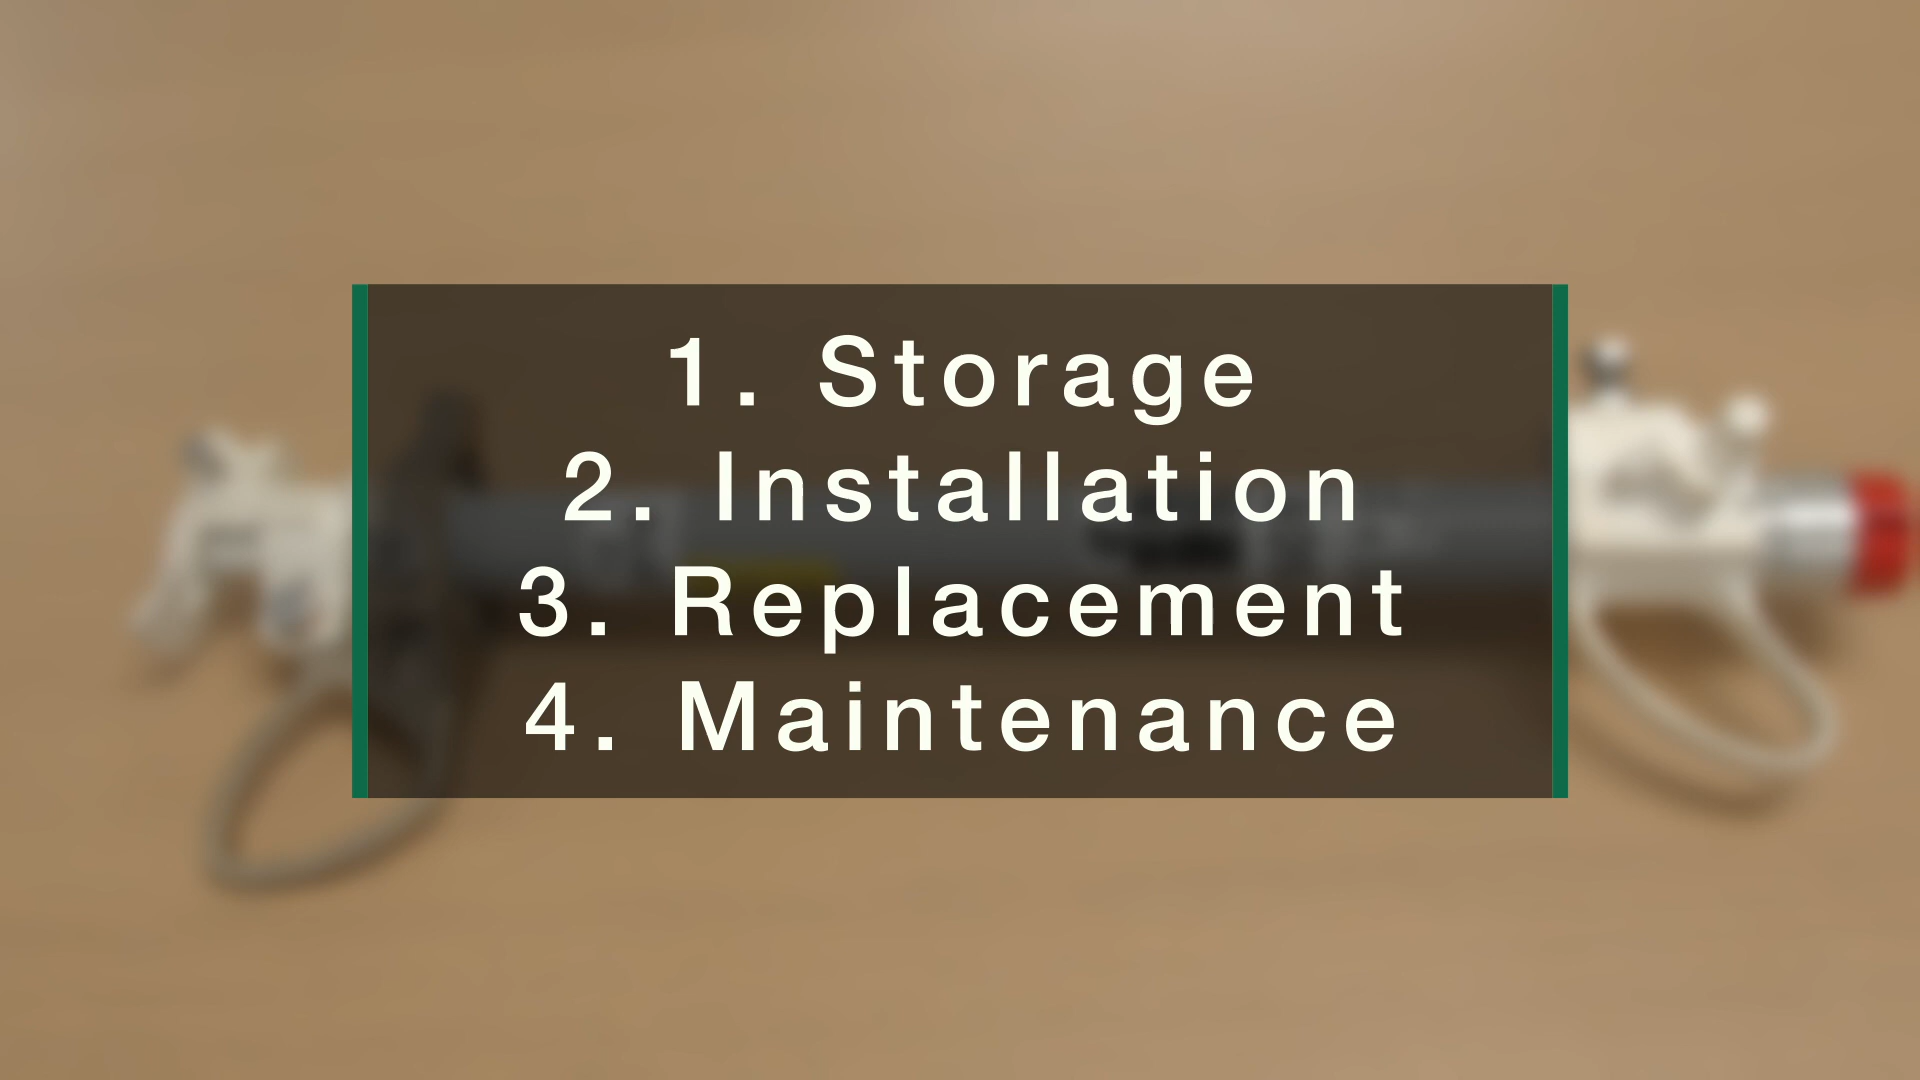 1. Storage
2. Installation
3. Replacement
4. Maintenance